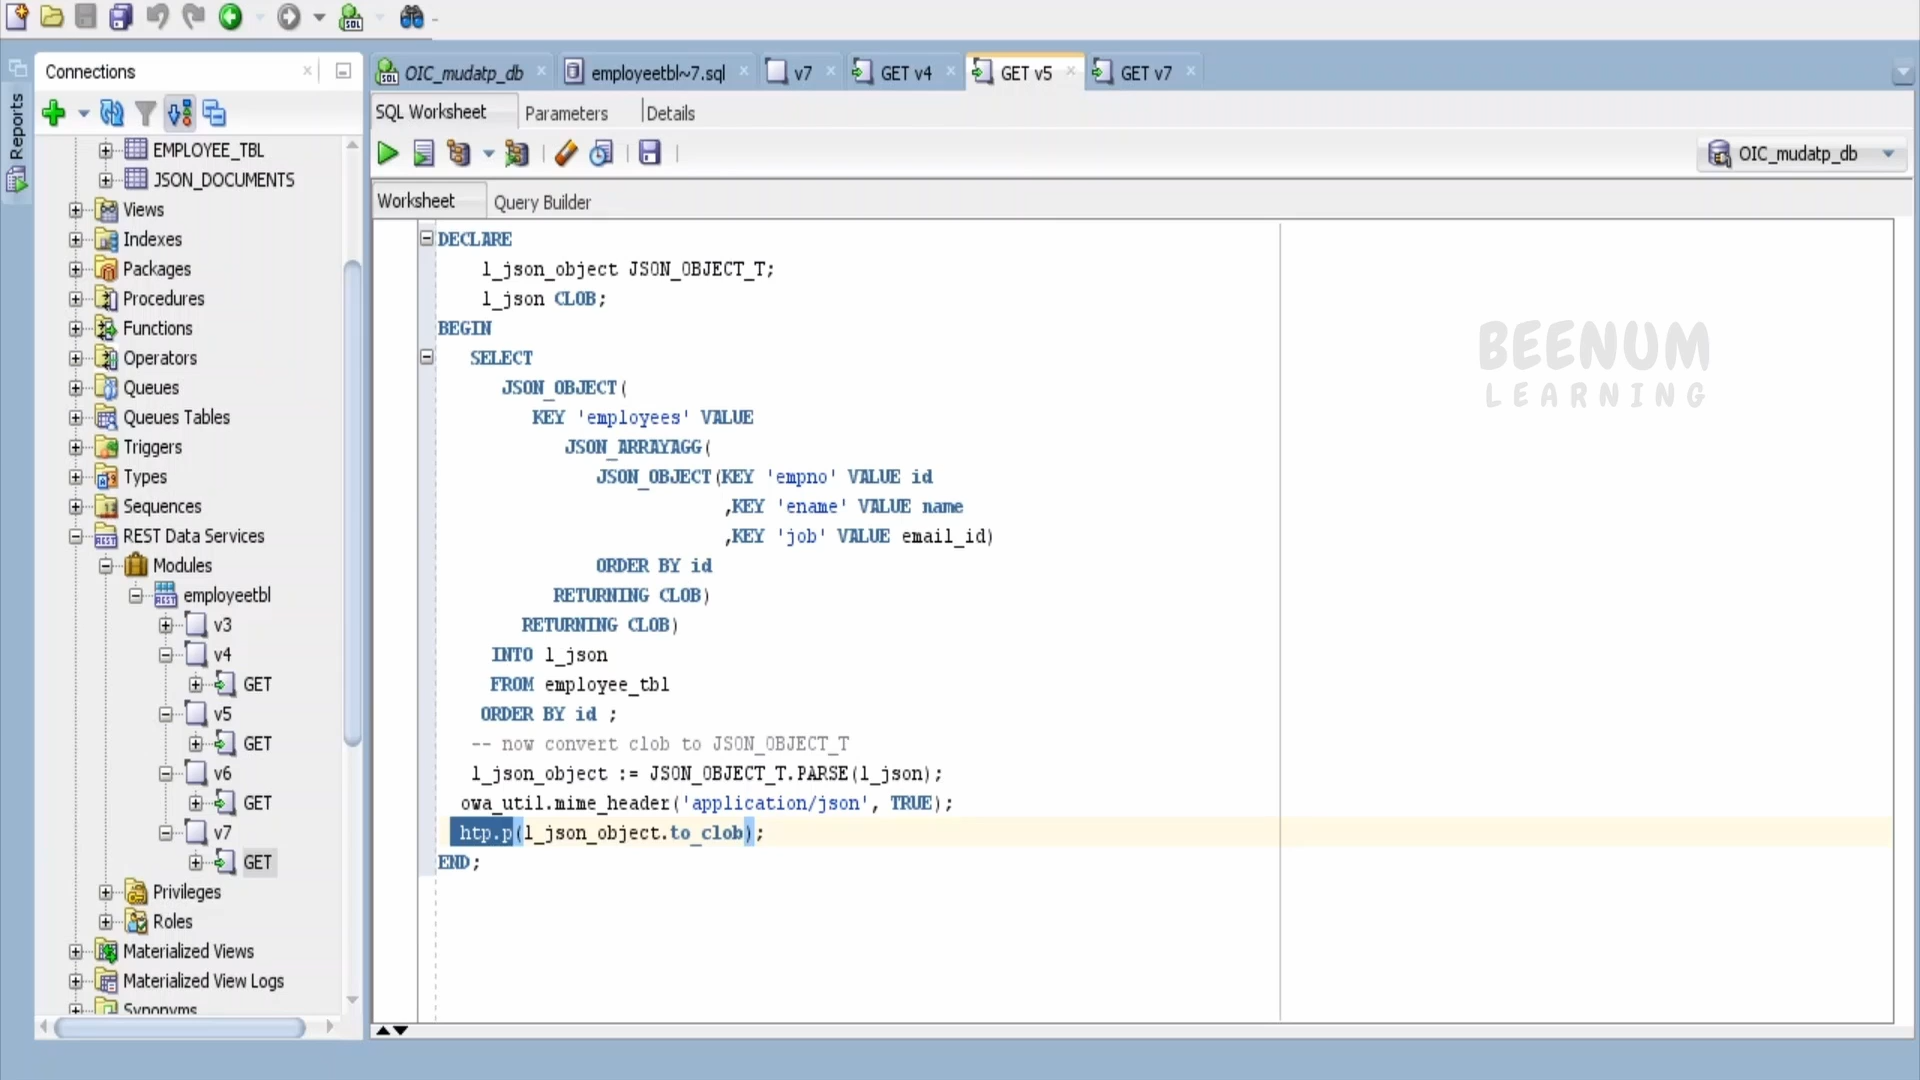 Connections
OIC_mudatp_db
employeetbl~7.sql
v7
GET v4
GET v5
GET v7
Reports
SQL Worksheet
Parameters
Details
OIC_mudatp_db
Worksheet
Query Builder
EMPLOYEE_TBL
JSON_DOCUMENTS
Views
Indexes
Packages
Procedures
Functions
Operators
Queues
Queues Tables
Triggers
Types
Sequences
REST Data Services
Modules
employeetbl
v3
v4
GET
v5
GET
v6
GET
v7
GET
Privileges
Roles
Materialized Views
Materialized View Logs
Synonyms
DECLARE
l_json_object JSON_OBJECT_T;
l_json CLOB;
BEGIN
SELECT
JSON_OBJECT(
KEY 'employees' VALUE
JSON_ARRAYAGG(
JSON_OBJECT(KEY 'empno' VALUE id
,KEY 'ename' VALUE name
,KEY 'job' VALUE email_id)
ORDER BY id
RETURNING CLOB)
RETURNING CLOB)
INTO l_json
FROM employee_tbl
ORDER BY id ;
-- now convert clob to JSON_OBJECT_T
l_json_object := JSON_OBJECT_T.PARSE(l_json);
owa_util.mime_header('application/json', TRUE);
htp.p(l_json_object.to_clob);
END;
BEENUM
LEARNING